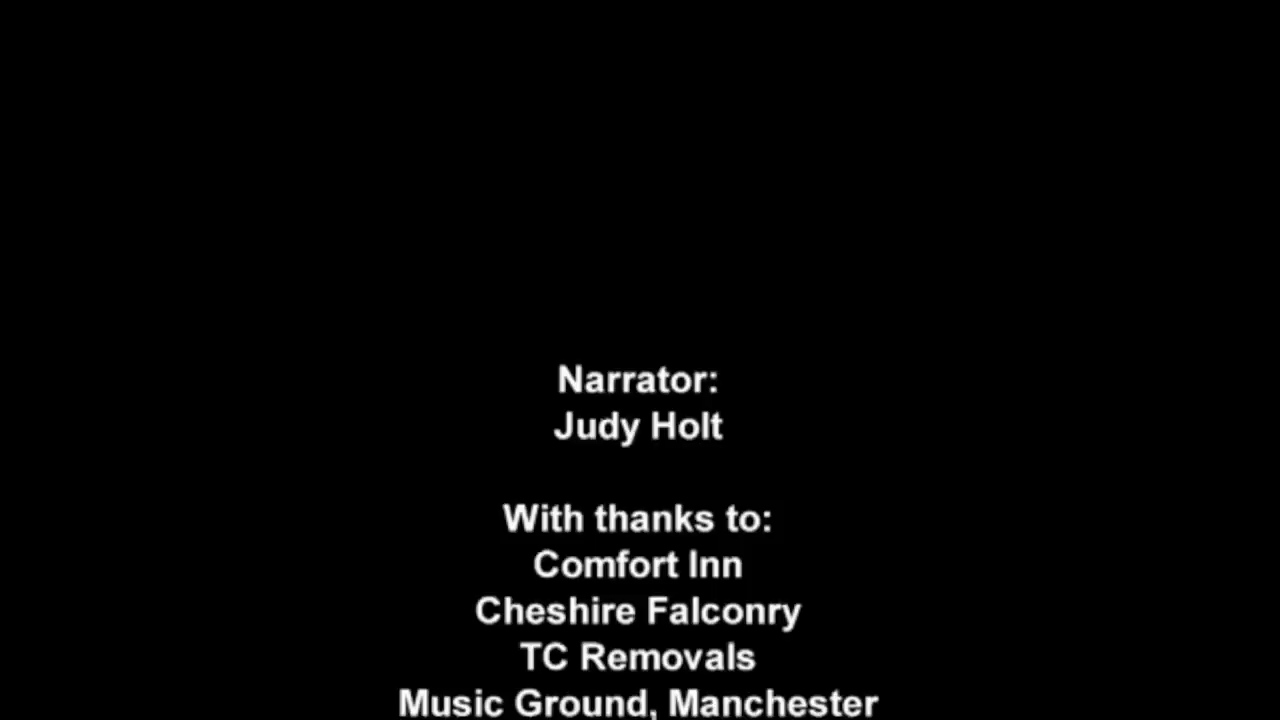 Narrator:
Judy Holt
With thanks to:
Comfort Inn
Cheshire Falconry
TC Removals
Music Ground, Manchester